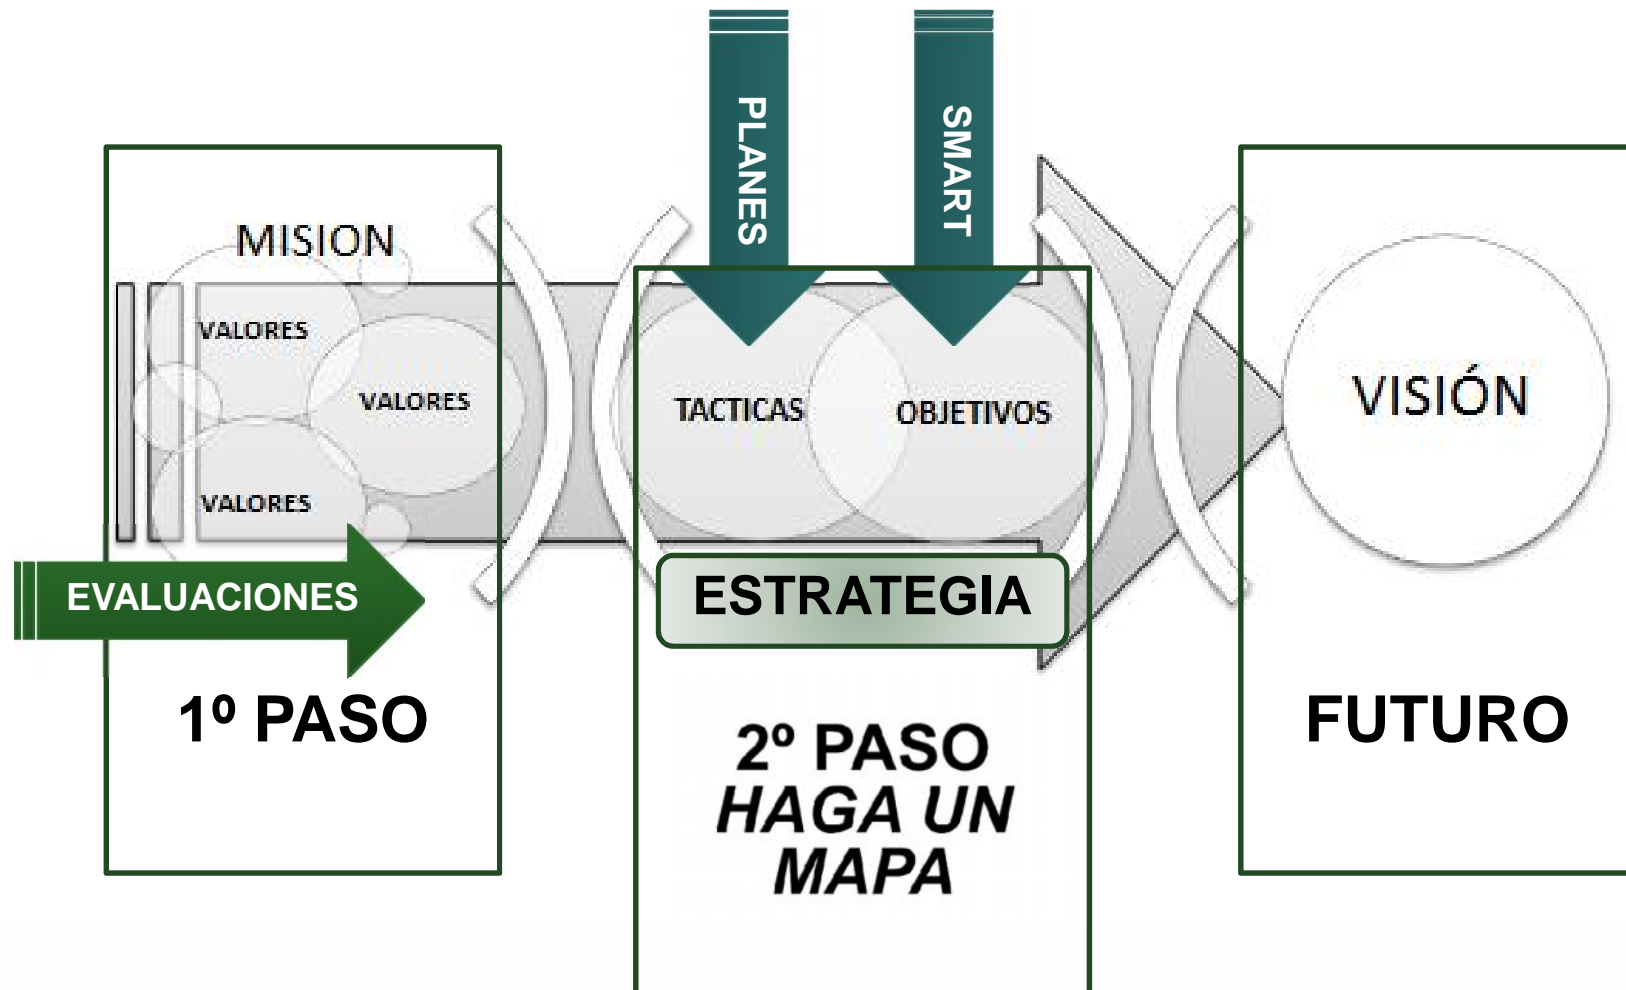 PLANES
SMART
MISION
VALORES
VALORES
VALORES
EVALUACIONES
1º PASO
TACTICAS
OBJETIVOS
ESTRATEGIA
2º PASO
HAGA UN
MAPA
VISIÓN
FUTURO